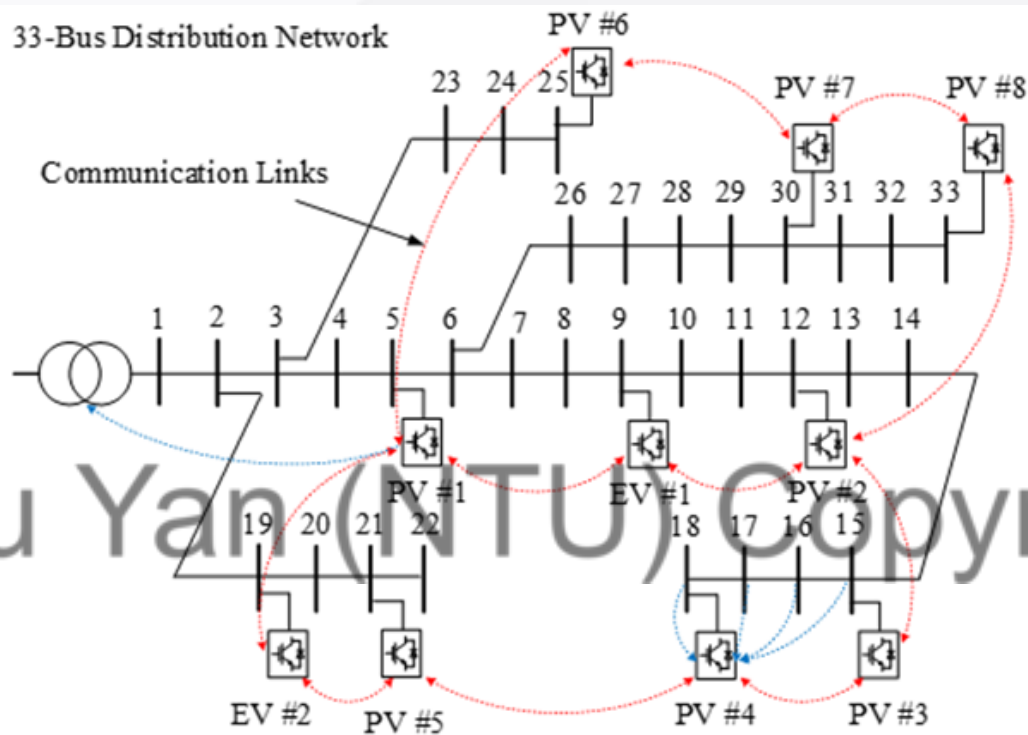 33-Bus Distribution Network
PV #6
23 24 25
PV #7 PV #8
Communication Links
26 27 28 29 30 31 32 33
1 2 3 4 5 6 7 8 9 10 11 12 13 14
PV #1 EV #1 PV #2
u Yan (NTU) Copyr
19 20 21 22 18 17 16 15
EV #2 PV #5 PV #4 PV #3